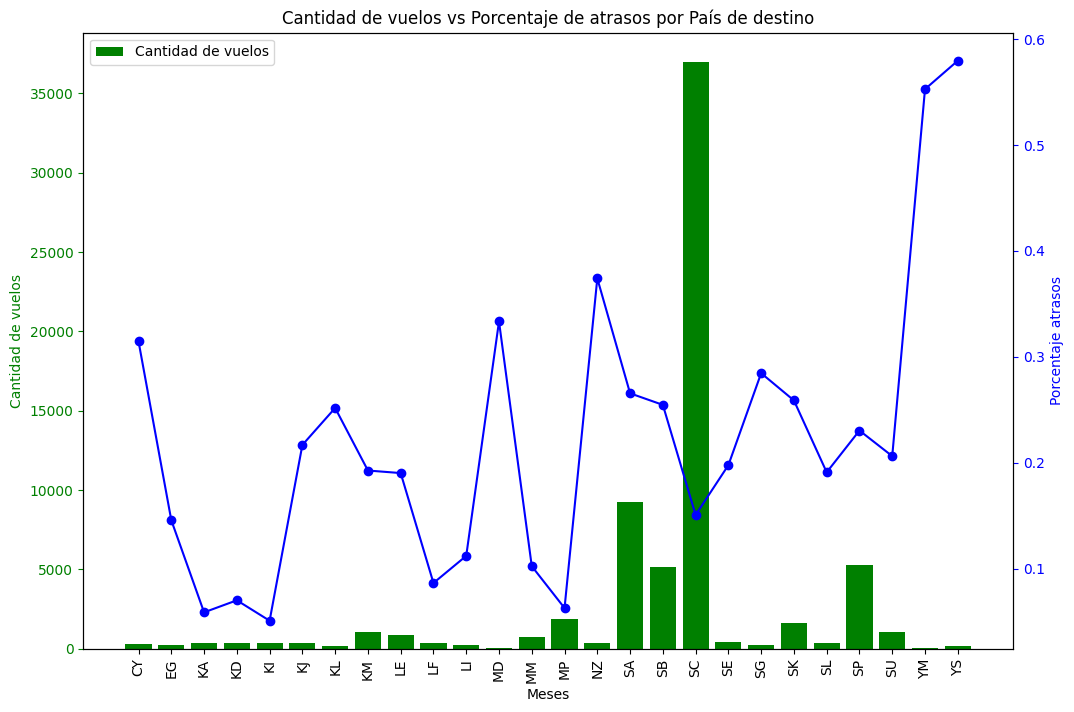 Cantidad de vuelos vs Porcentaje de atrasos por País de destino
Cantidad de vuelos
35000
30000
25000
20000
15000
10000
5000
0
Cantidad de vuelos
0.6
0.5
0.4
0.3
0.2
0.1
Porcentaje atrasos
CY EG KA KD KI KJ KL KM LE LF LI MD MM MP NZ SA SB SC SE SG SK SL SP SU YM YS
Meses